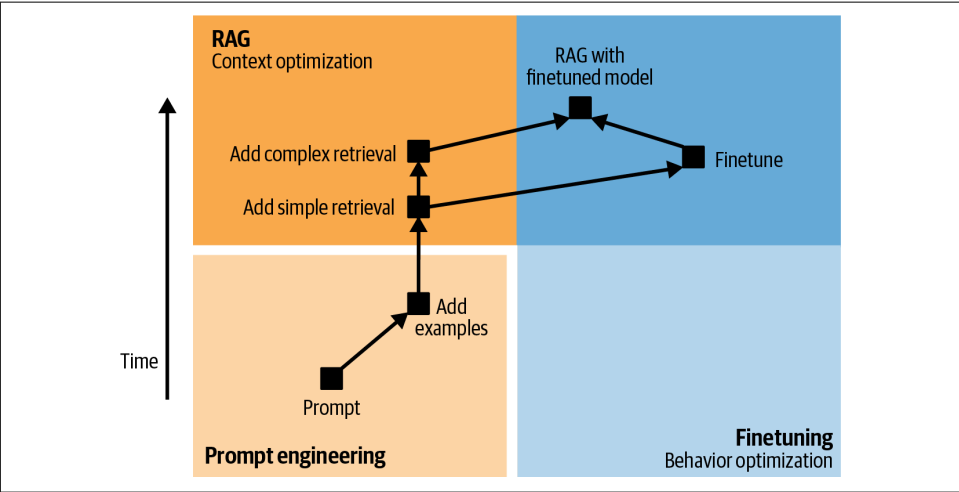 RAG
Context optimization
RAG with
finetuned model
Add complex retrieval
Finetune
Add simple retrieval
Add
examples
Time
Prompt
Prompt engineering
Finetuning
Behavior optimization